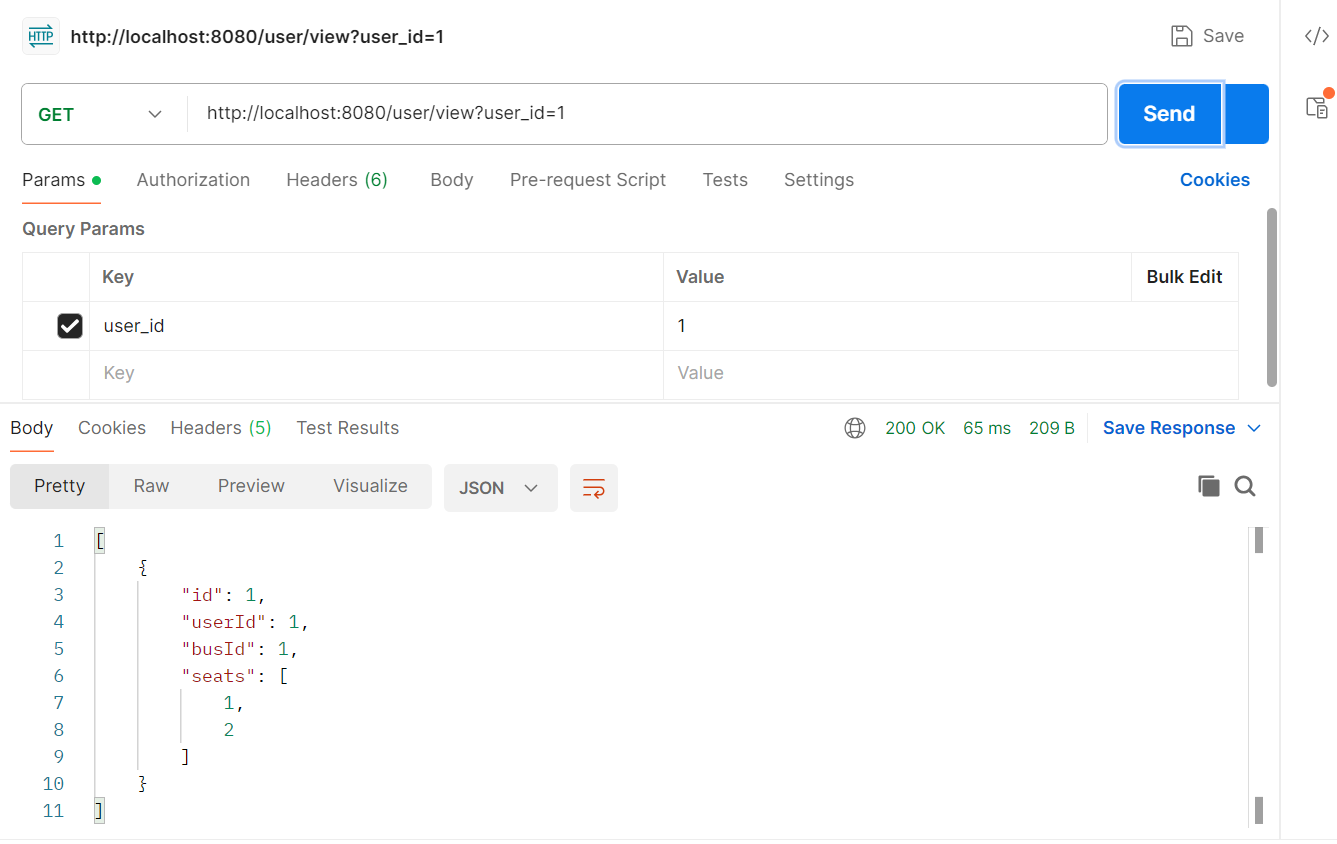 HTTP http://localhost:8080/user/view?user_id=1 Save
GET http://localhost:8080/user/view?user_id=1 Send
Params Authorization Headers (6) Body Pre-request Script Tests Settings Cookies
Query Params
Key Value Bulk Edit
user_id 1
Key Value
Body Cookies Headers (5) Test Results 200 OK 65 ms 209 B Save Response
Pretty Raw Preview Visualize JSON
1 [
2 {
3 "id": 1,
4 "userId": 1,
5 "busId": 1,
6 "seats": [
7 1,
8 2
9 ]
10 }
11 ]